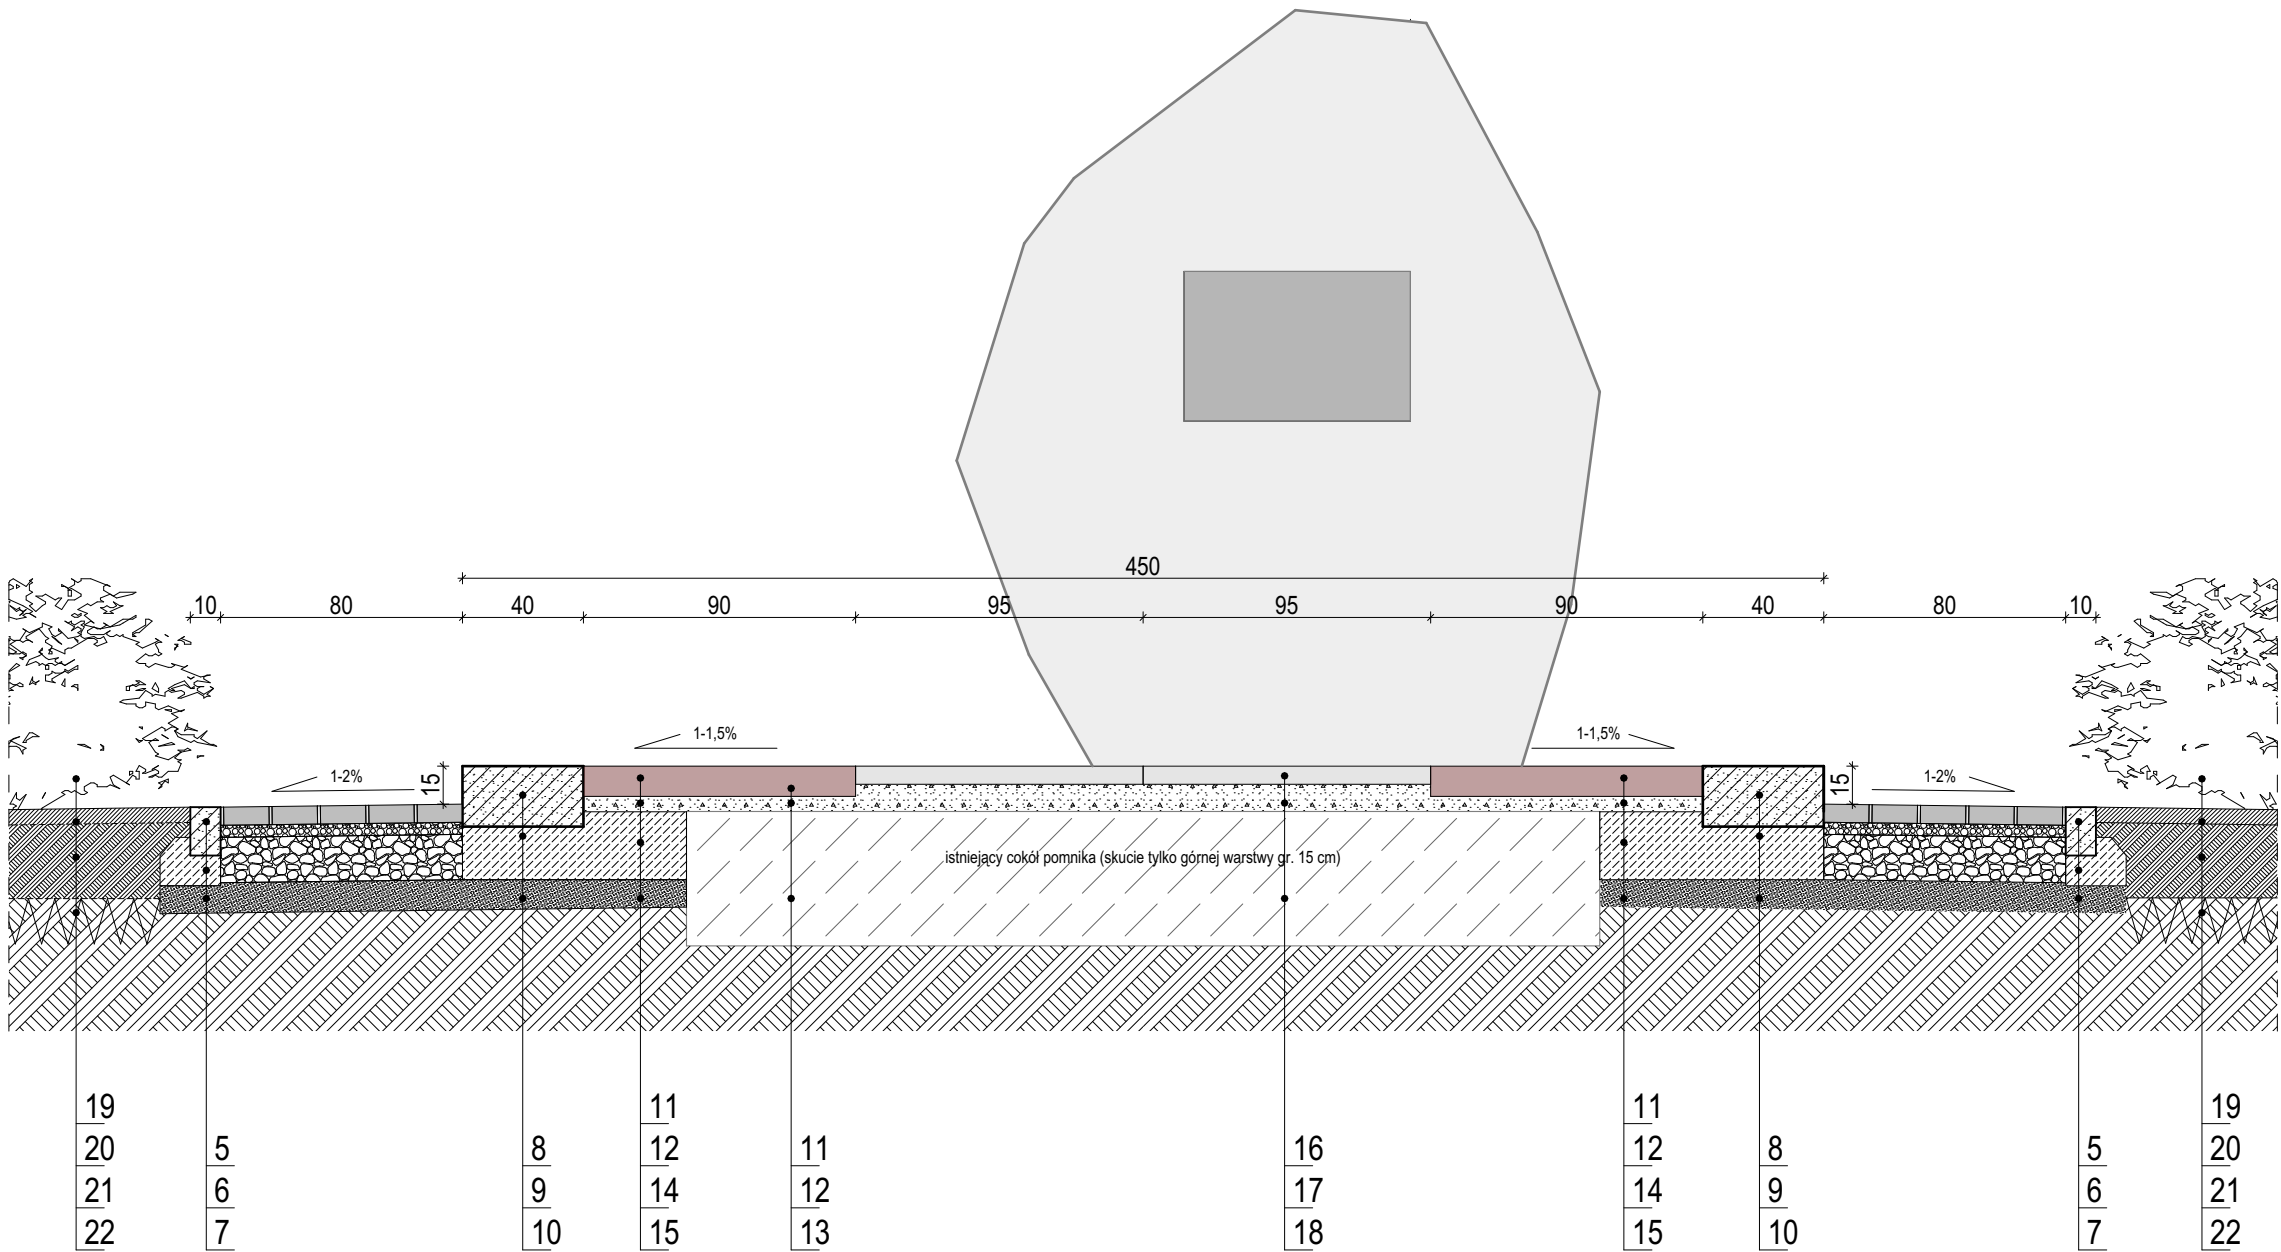 450
10 80 40 90 95 95 90 40 80 10
1-1,5% 1-1,5%
1-2% 15 15 1-2%
istniejący cokół pomnika (skucie tylko górnej warstwy gr. 15 cm)
19 11 11 19
20 5 8 12 11 16 12 8 5 20
21 6 9 14 12 17 14 9 6 21
22 7 10 15 13 18 15 10 7 22